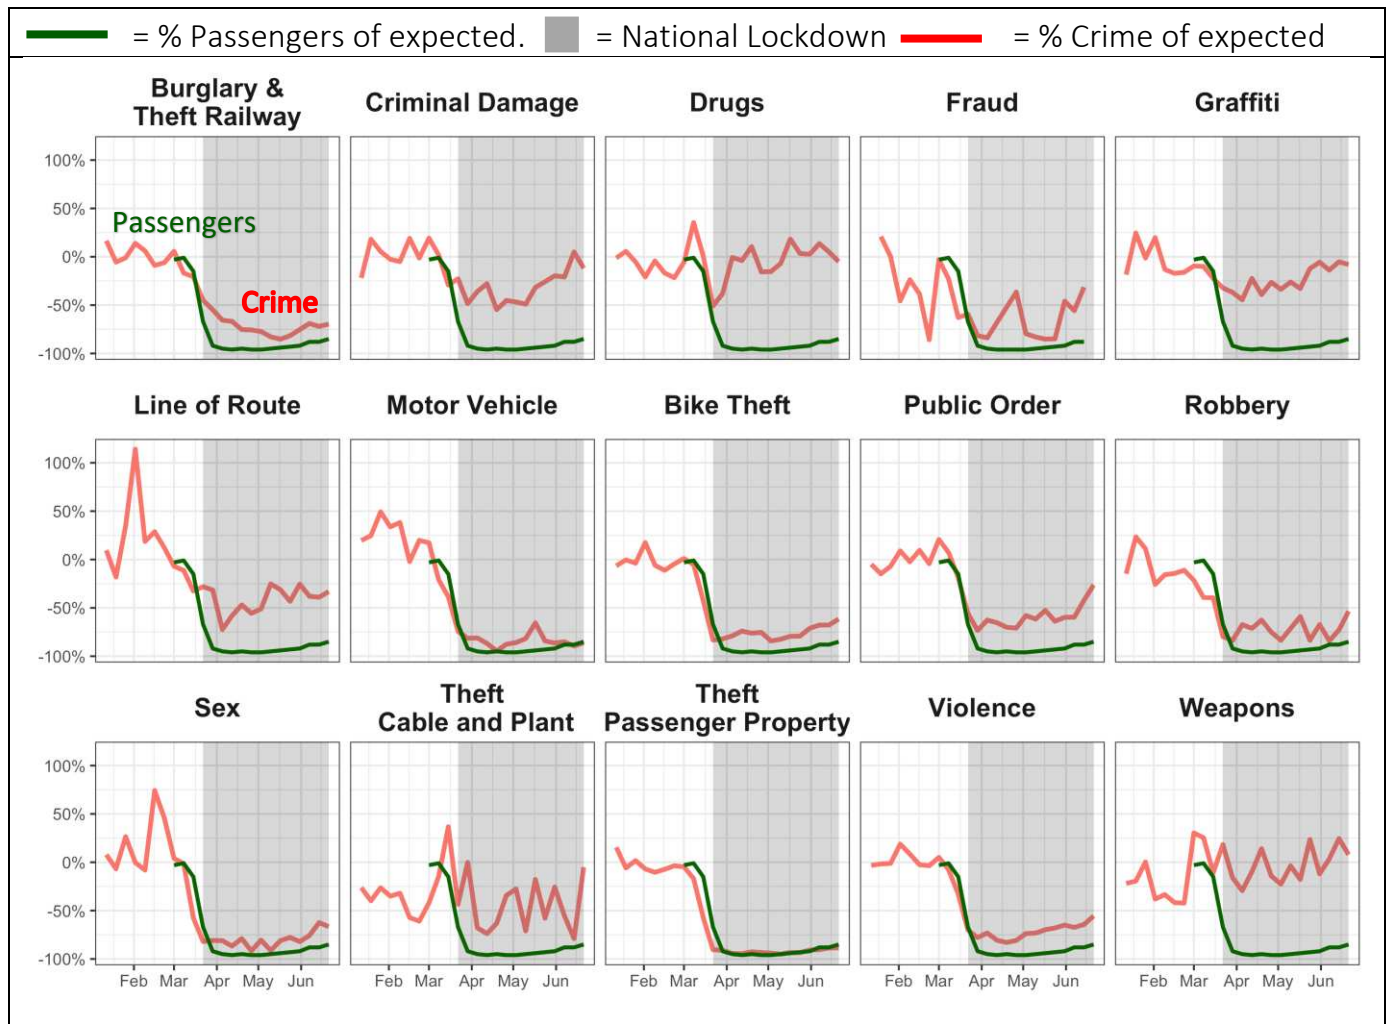 = % Passengers of expected. = National Lockdown = % Crime of expected
Burglary &
Theft Railway
Criminal Damage
Drugs
Fraud
Graffiti
100%
50%
0%
-50%
-100%
Passengers
Crime
Line of Route
Motor Vehicle
Bike Theft
Public Order
Robbery
100%
50%
0%
-50%
-100%
Sex
Theft
Cable and Plant
Theft
Passenger Property
Violence
Weapons
100%
50%
0%
-50%
-100%
Feb Mar Apr May Jun
Feb Mar Apr May Jun
Feb Mar Apr May Jun
Feb Mar Apr May Jun
Feb Mar Apr May Jun